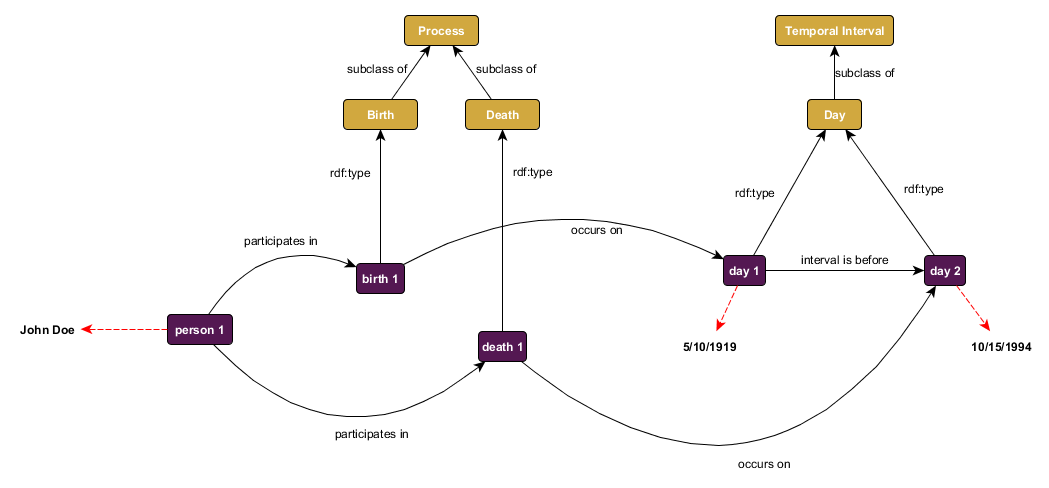 Process
Temporal Interval
subclass of
subclass of
subclass of
Birth
Death
Day
rdf:type
rdf:type
rdf:type
rdf:type
participates in
occurs on
interval is before
birth 1
day 1
day 2
John Doe
person 1
death 1
5/10/1919
10/15/1994
participates in
occurs on